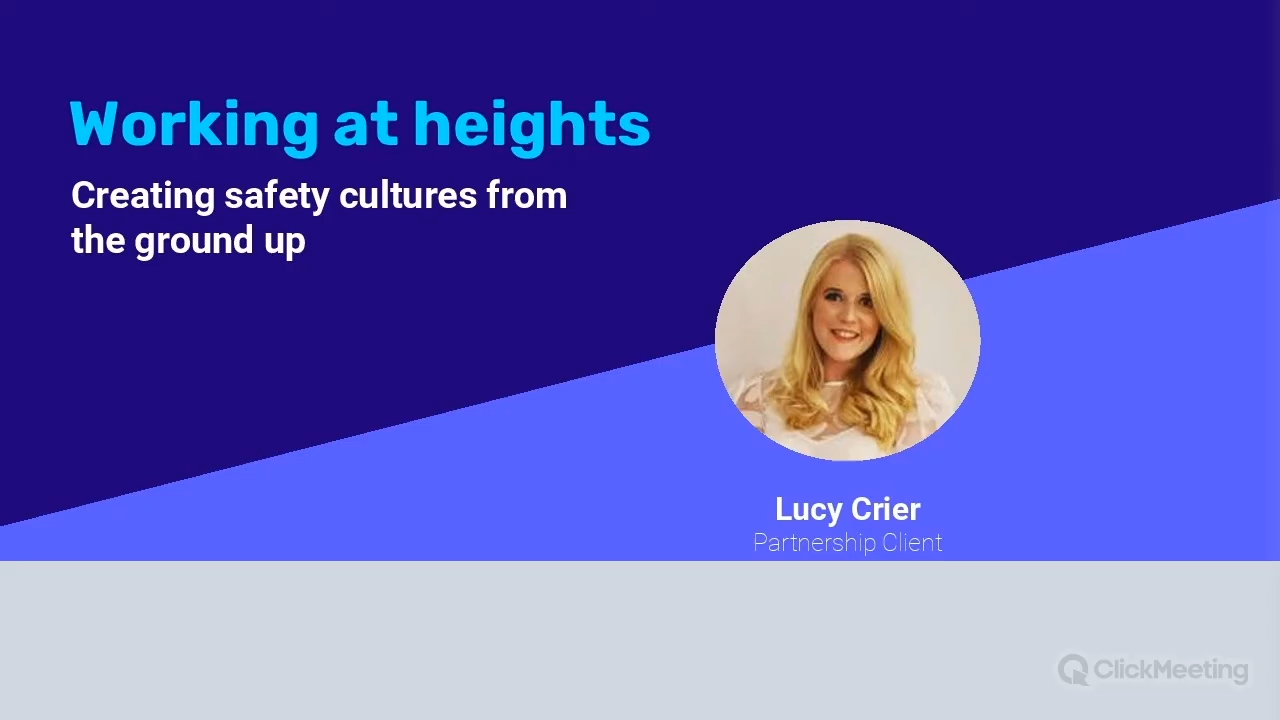 Working at heights
Creating safety cultures from
the ground up
Lucy Crier
Partnership Client
ClickMeeting